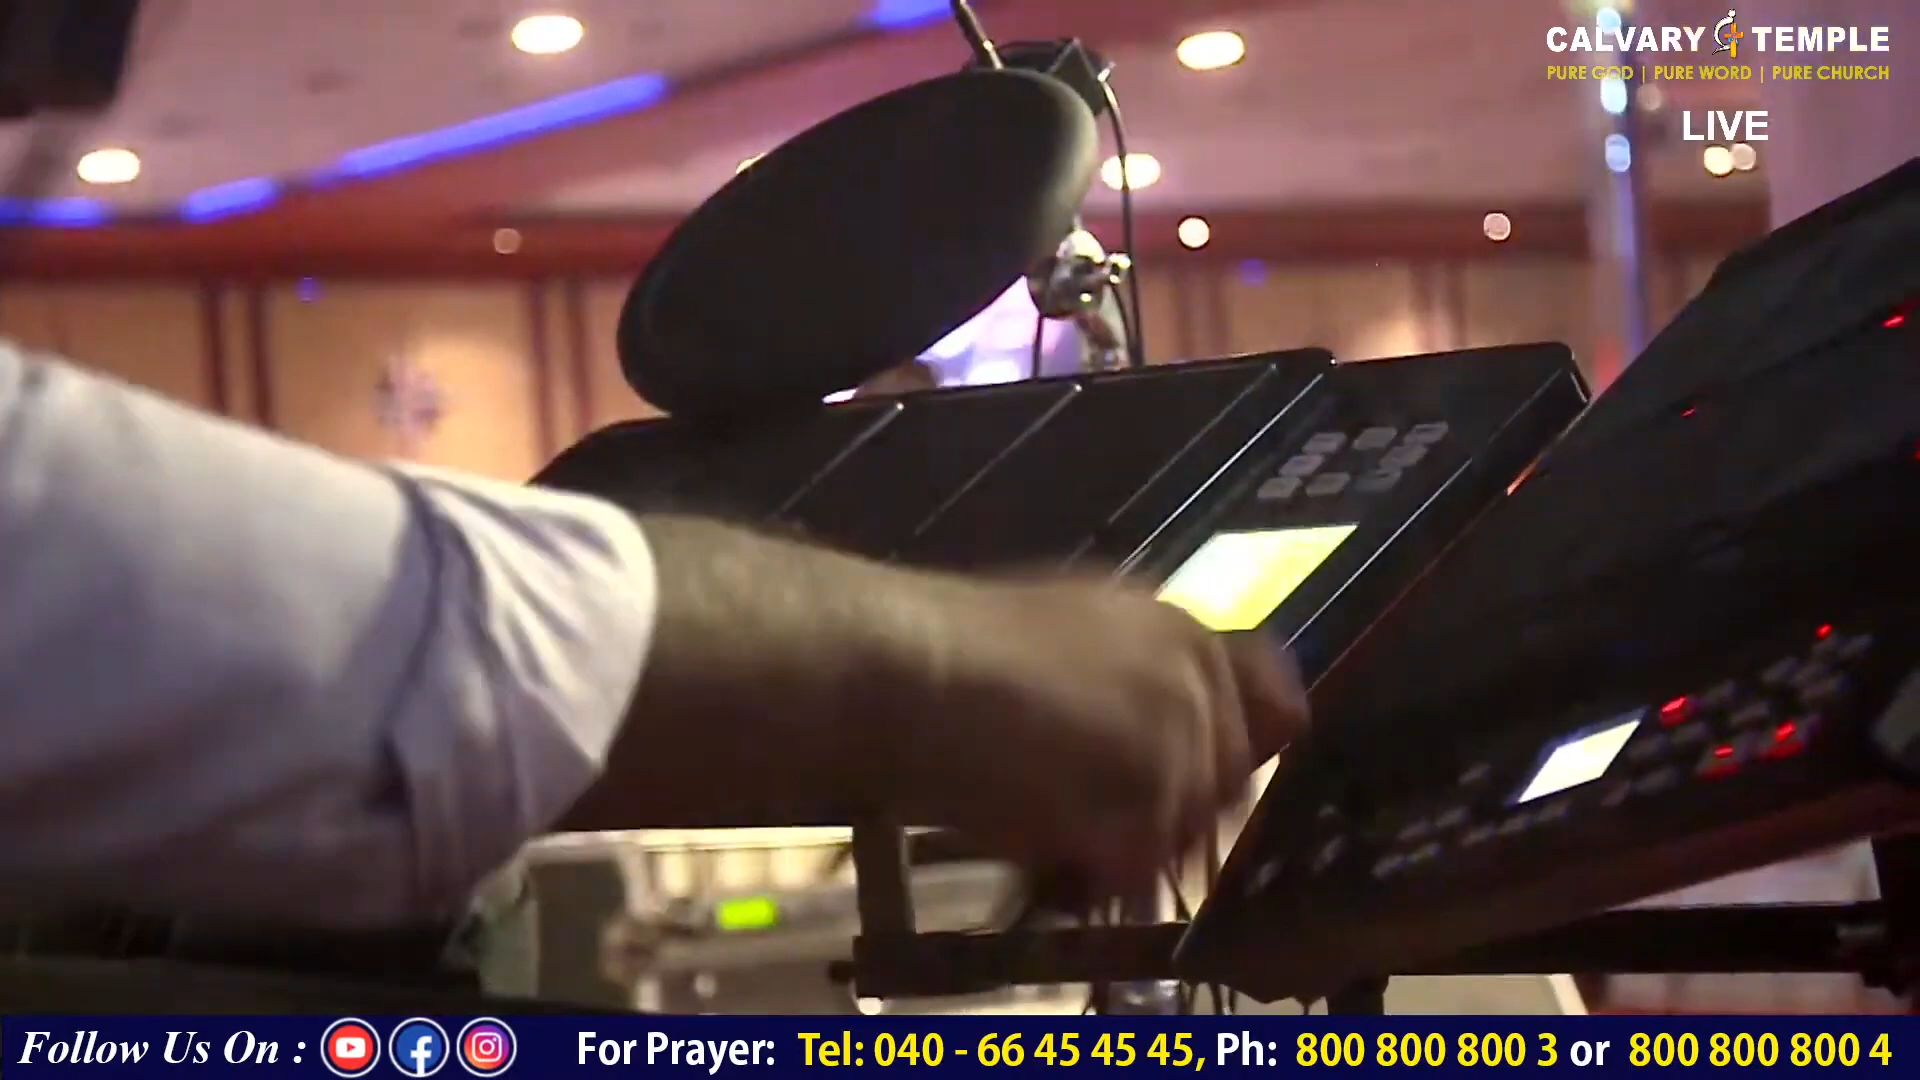 CALVARY TEMPLE
PURE GOD | PURE WORD | PURE CHURCH
LIVE
Follow Us On : For Prayer: Tel: 040 - 66 45 45 45, Ph: 800 800 800 3 or 800 800 800 4